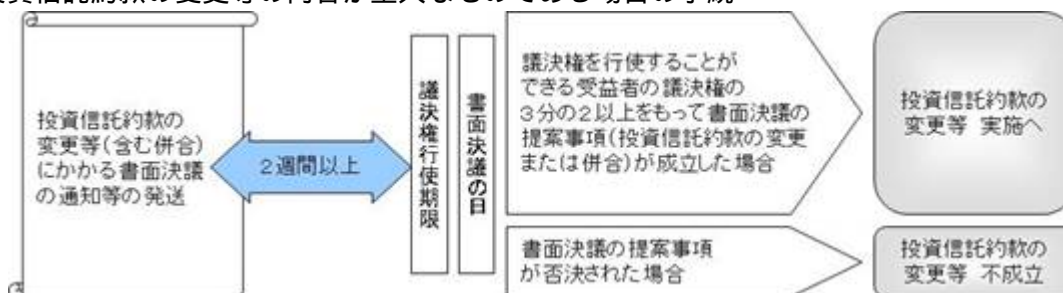 投資信託約款の変更等の内容が重大なものである場合の手続
投資信託約款の
変更等(含む併合)
にかかる書面決議
の通知等の発送
2週間以上
議決権行使期限
書面決議の日
議決権を行使することが
できる受益者の議決権の
3分の2以上をもって書面決議の
提案事項(投資信託約款の変更
または併合)が成立した場合
投資信託約款の
変更等 実施へ
書面決議の提案事項
が否決された場合
投資信託約款の
変更等 不成立